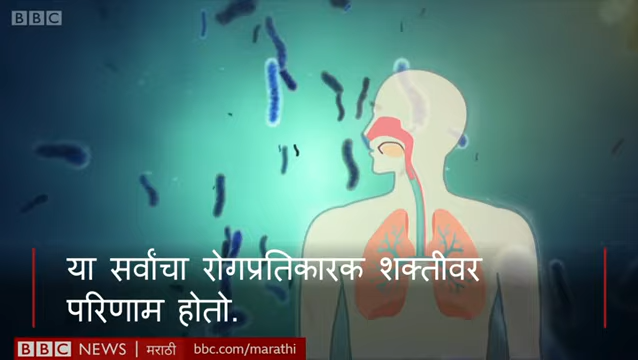 BBC
या सर्वांचा रोगप्रतिकारक शक्तीवर
परिणाम होतो.
BBC NEWS | मराठी bbc.com/marathi